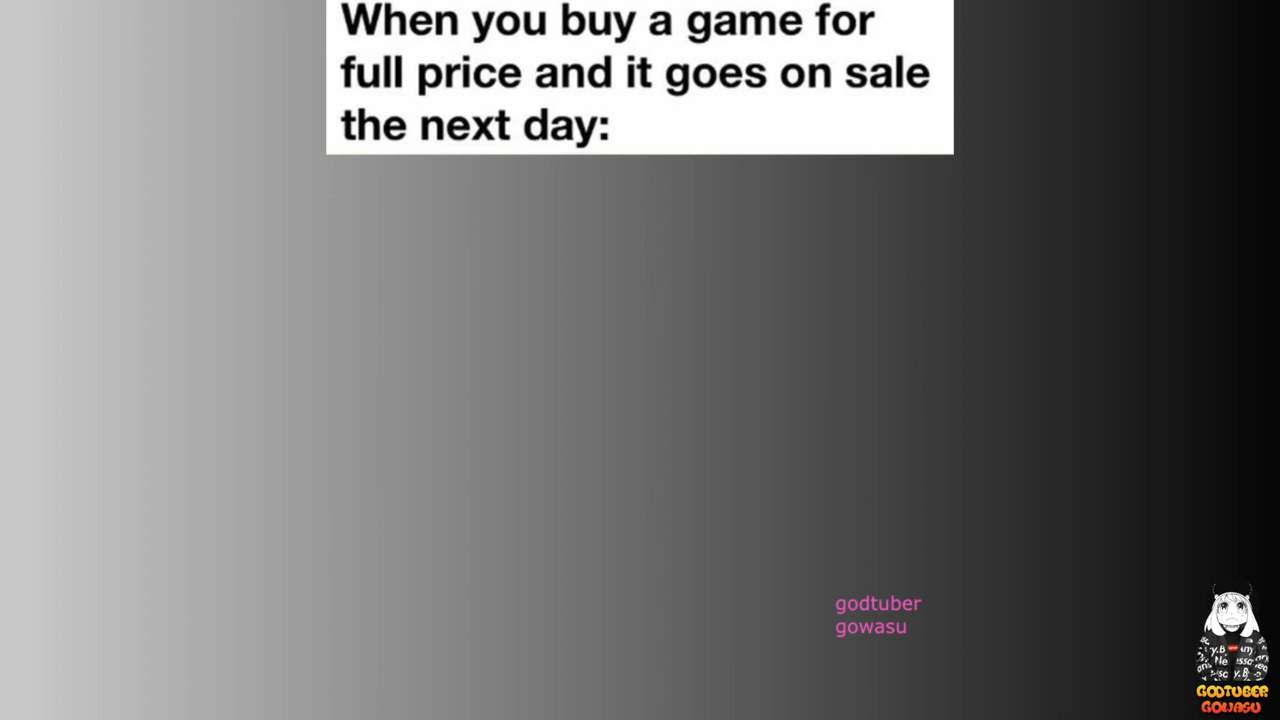 When you buy a game for
full price and it goes on sale
the next day:
godtuber
gowasu
GODTUBER
GOWASU